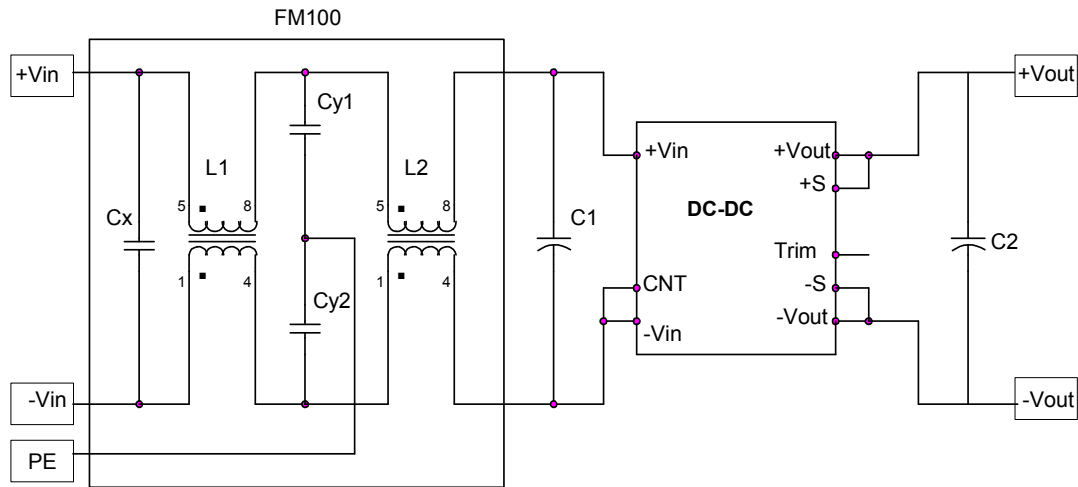 FM100
+Vin
+Vout
Cy1
+Vin
+Vout
L1
L2
+S
DC-DC
5
8
5
8
Cx
C1
C2
Trim
1
4
1
4
CNT
-S
Cy2
-Vin
-Vout
-Vin
-Vout
PE